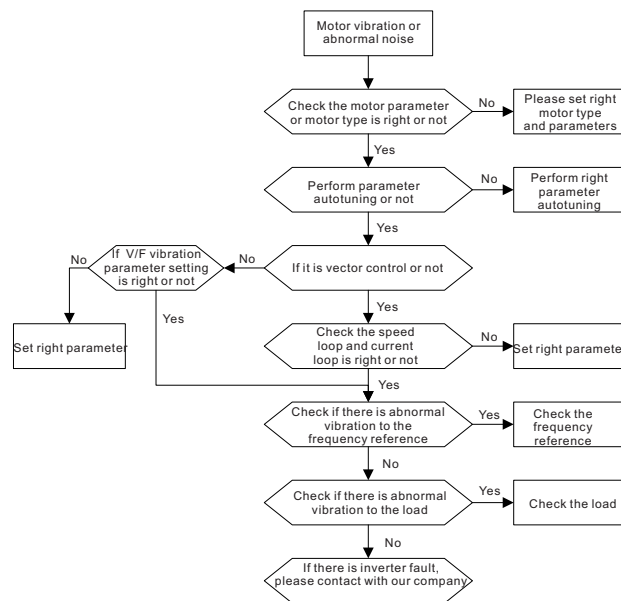 Motor vibration or
abnormal noise
Check the motor parameter
or motor type is right or not
No
Please set right
motor type
and parameters
Yes
Perform parameter
autotuning or not
No
Perform right
parameter
autotuning
Yes
If V/F vibration
parameter setting
is right or not
No
No
If it is vector control or not
Yes
Yes
Set right parameter
Check the speed
loop and current
loop is right or not
No
Set right parameter
Yes
Check if there is abnormal
vibration to the
frequency reference
Yes
Check the
frequency
reference
No
Check if there is abnormal
vibration to the load
Yes
Check the load
No
If there is inverter fault,
please contact with our company